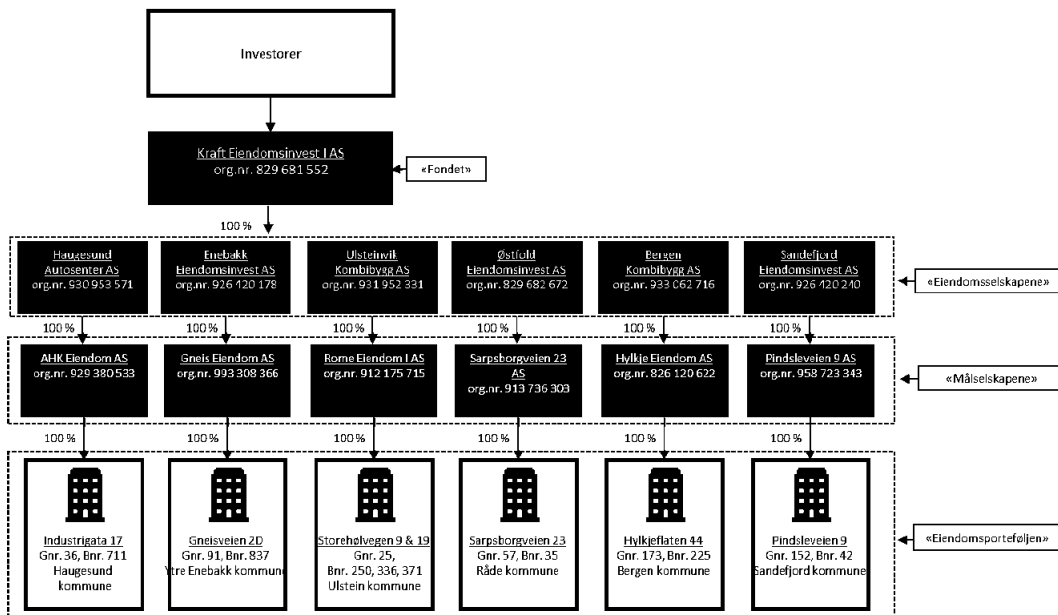 Investorer
Kraft Eiendomsinvest I AS
org.nr. 829 681 552
«Fondet»
100 %
Haugesund
Autosenter AS
org.nr. 930 953 571
Enebakk
Eiendomsinvest AS
org.nr. 926 420 178
Ulsteinvik
Kombibygg AS
org.nr. 931 952 331
Østfold
Eiendomsinvest AS
org.nr. 829 682 672
Bergen
Kombibygg AS
org.nr. 933 062 716
Sandefjord
Eiendomsinvest AS
org.nr. 926 420 240
«Eiendomsselskapene»
100 %
100 %
100 %
100 %
100 %
100 %
AHK Eiendom AS
org.nr. 929 380 533
Gneis Eiendom AS
org.nr. 993 308 366
Rome Eiendom I AS
org.nr. 912 175 715
Sarpsborgveien 23
AS
org.nr. 913 736 303
Hylkje Eiendom AS
org.nr. 826 120 622
Pindsleveien 9 AS
org.nr. 958 723 343
«Målselskapene»
100 %
100 %
100 %
100 %
100 %
100 %
Industrigata 17
Gnr. 36, Bnr. 711
Haugesund
kommune
Gneisveien 2D
Gnr. 91, Bnr. 837
Ytre Enebakk kommune
Storehølvegen 9 & 19
Gnr. 25,
Bnr. 250, 336, 371
Ulstein kommune
Sarpsborgveien 23
Gnr. 57, Bnr. 35
Råde kommune
Hylkjeflaten 44
Gnr. 173, Bnr. 225
Bergen kommune
Pindsleveien 9
Gnr. 152, Bnr. 42
Sandefjord kommune
«Eiendomsporteføljen»